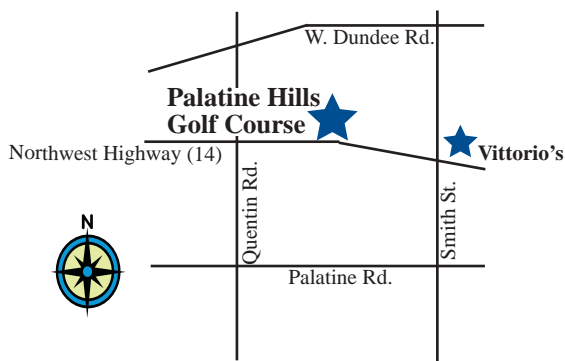 W. Dundee Rd.
Palatine Hills
Golf Course
Northwest Highway (14)
Vittorio's
Quentin Rd.
Smith St.
N
Palatine Rd.